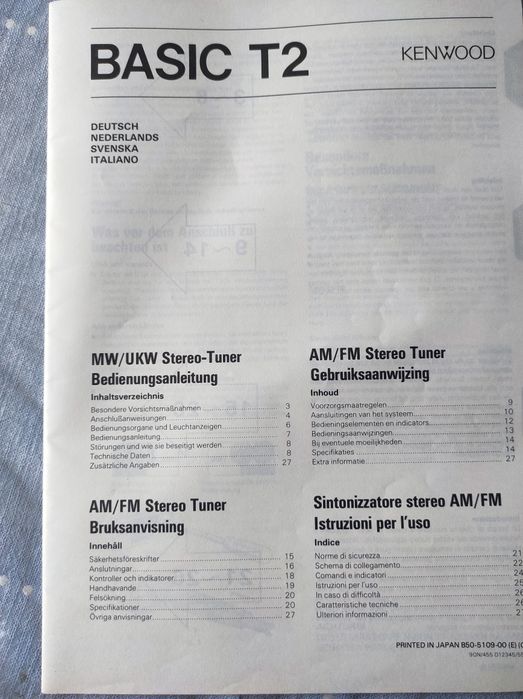 BASIC T2
KENWOOD
DEUTSCH
NEDERLANDS
SVENSKA
ITALIANO
MW/UKW Stereo-Tuner
Bedienungsanleitung
Inhaltsverzeichnis
Besondere Vorsichtsmaßnahmen 3
Anschlußanweisungen 4
Bedienungsorgane und Leuchtanzeigen 6
Bedienungsanleitung 7
Störungen und wie sie beseitigt werden 8
Technische Daten 8
Zusätzliche Angaben 27
AM/FM Stereo Tuner
Gebruiksaanwijzing
Inhoud
Voorzorgsmaatregelen 9
Aansluitingen van het systeem 10
Bedieningselementen en indicators 12
Bedieningsaanwijzingen 13
Bij eventuele moeilijkheden 14
Specifikaties 14
Extra informatie 27
AM/FM Stereo Tuner
Bruksanvisning
Innehåll
Säkerhetsföreskrifter 15
Anslutningar 16
Kontroller och indikatorer 18
Handhavande 19
Felsökning 20
Specifikationer 20
Övriga anvisningar 27
Sintonizzatore stereo AM/FM
Istruzioni per l'uso
Indice
Norme di sicurezza 21
Schema di collegamento 22
Comandi e indicatori 24
Istruzioni per l'uso 25
In caso di difficoltà 26
Caratteristiche tecniche 26
Ulteriori informazioni
PRINTED IN JAPAN B50-5109-00 (E)